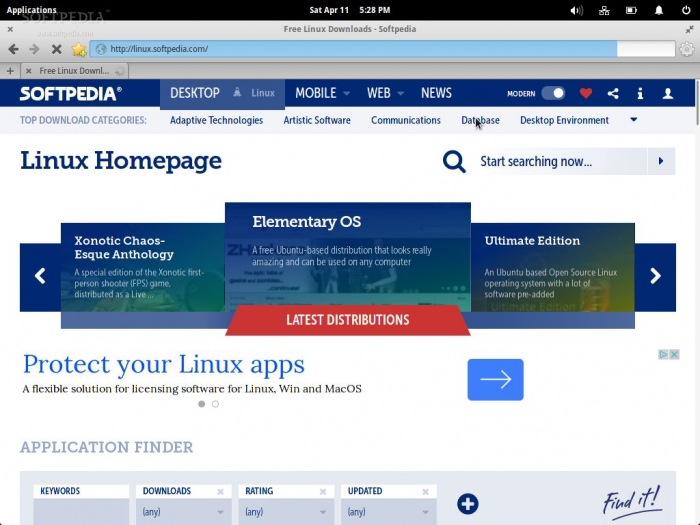 Applications
Sat Apr 11 5:28 PM
SOFTPEDIA
www.softpedia.com
Free Linux Downloads - Softpedia
http://linux.softpedia.com/
Free Linux Downl...
SOFTPEDIA®
DESKTOP Linux MOBILE WEB NEWS MODERN
TOP DOWNLOAD CATEGORIES: Adaptive Technologies Artistic Software Communications Database Desktop Environment
Linux Homepage
Start searching now...
Xonotic Chaos-
Esque Anthology
A special edition of the Xonotic first-
person shooter (FPS) game,
distributed as a Live...
Elementary OS
A free Ubuntu-based distribution that looks really
amazing and can be used on any computer
LATEST DISTRIBUTIONS
Ultimate Edition
An Ubuntu based Open Source Linux
operating system with a lot of
software pre-added
Protect your Linux apps
A flexible solution for licensing software for Linux, Win and MacOS
APPLICATION FINDER
KEYWORDS DOWNLOADS RATING UPDATED
(any) (any) (any)
Find it!